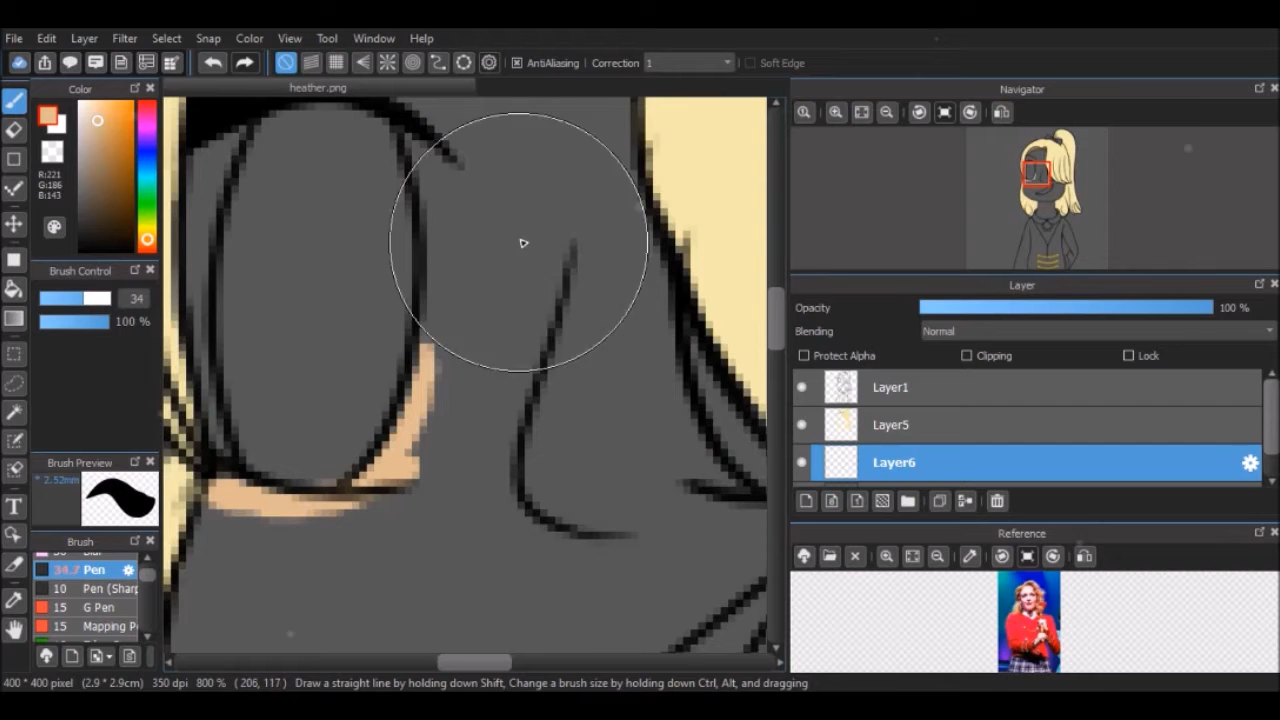 File Edit Layer Filter Select Snap Color View Tool Window Help
AntiAliasing Correction 1 Soft Edge
Color
heather.png
Navigator
R:221
G:186
B:143
Brush Control
34
100 %
Layer
Opacity 100 %
Blending Normal
Protect Alpha Clipping Lock
Layer1
Layer5
Layer6
Brush Preview
* 2.52mm
Brush
34.7 Pen
10 Pen (Sharp
15 G Pen
15 Mapping P
Reference
400 * 400 pixel (2.9 * 2.9cm) 350 dpi 800 % ( 206, 117 ) Draw a straight line by holding down Shift, Change a brush size by holding down Ctrl, Alt, and dragging